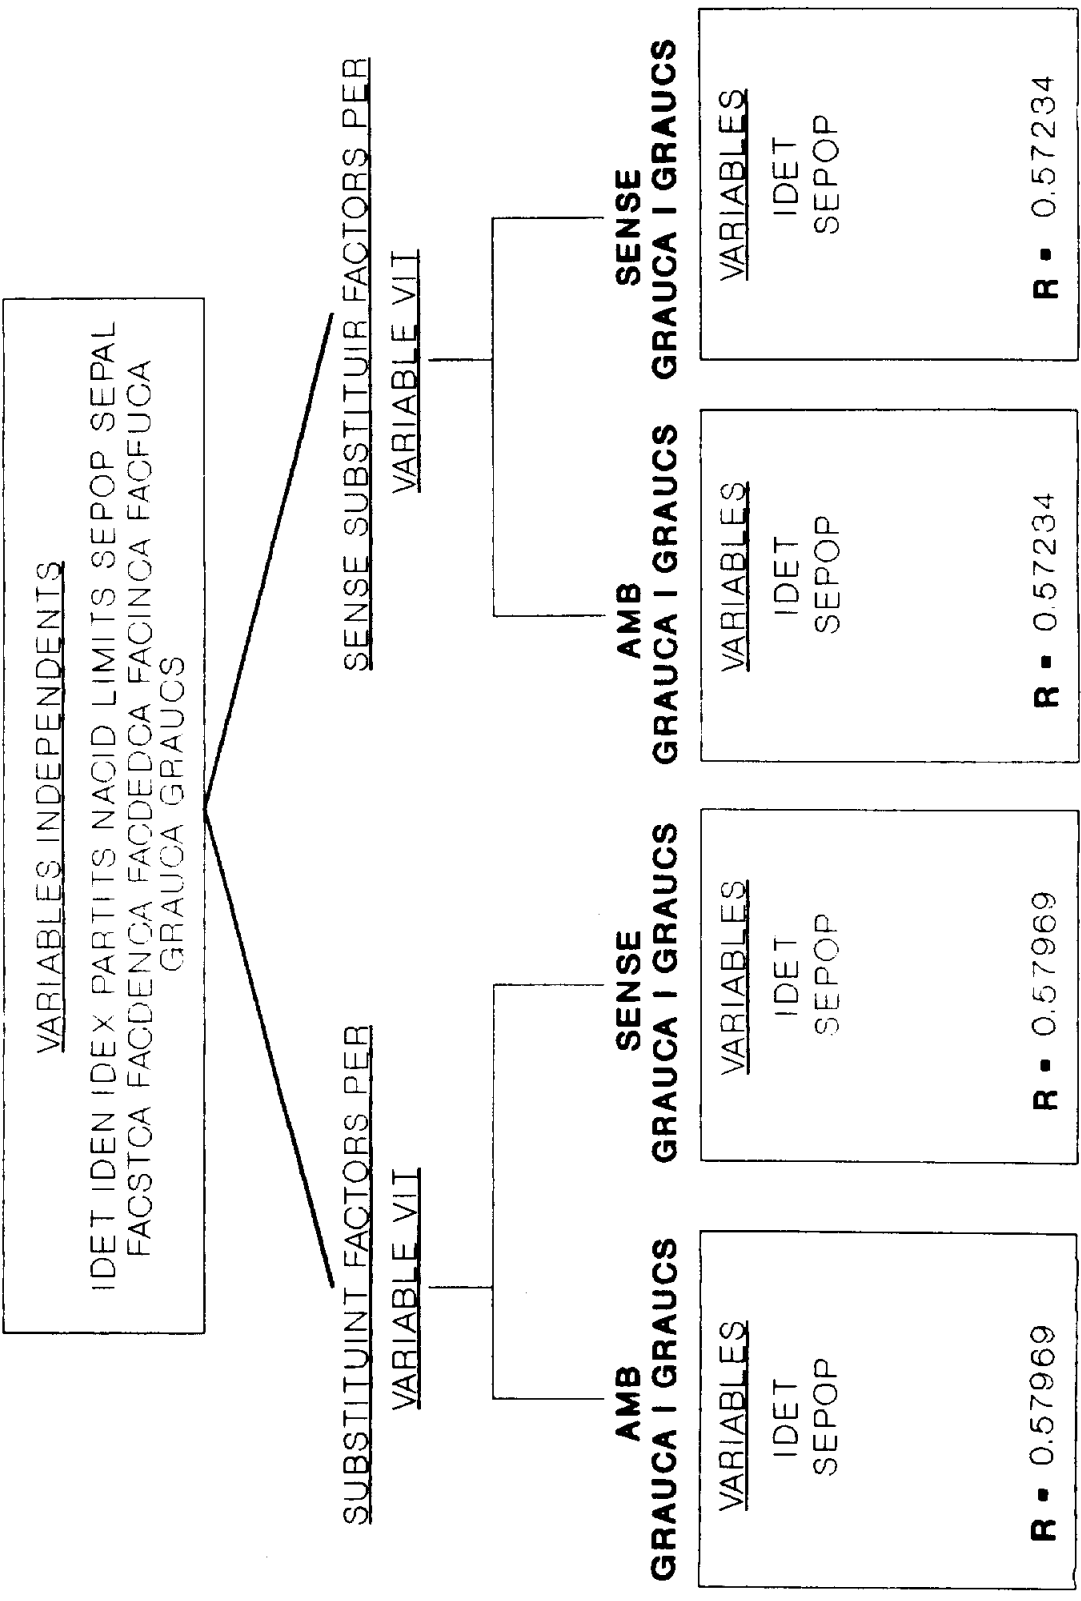 VARIABLES INDEPENDENTS
IDET IDEN IDEX PARTITS NACID LIMITS SEPOP SEPAL
FACSTCA FACDENCA FACDEDCA FACINCA FACFUCA
GRAUCA GRAUCS
SUBSTITUINT FACTORS PER
VARIABLE VIT
AMB
GRAUCA I GRAUCS
VARIABLES
IDET
SEPOP
R = 0.57969
SENSE
GRAUCA I GRAUCS
VARIABLES
IDET
SEPOP
R = 0.57969
SENSE SUBSTITUIR FACTORS PER
VARIABLE VIT
AMB
GRAUCA I GRAUCS
VARIABLES
IDET
SEPOP
R = 0.57234
SENSE
GRAUCA I GRAUCS
VARIABLES
IDET
SEPOP
R = 0.57234